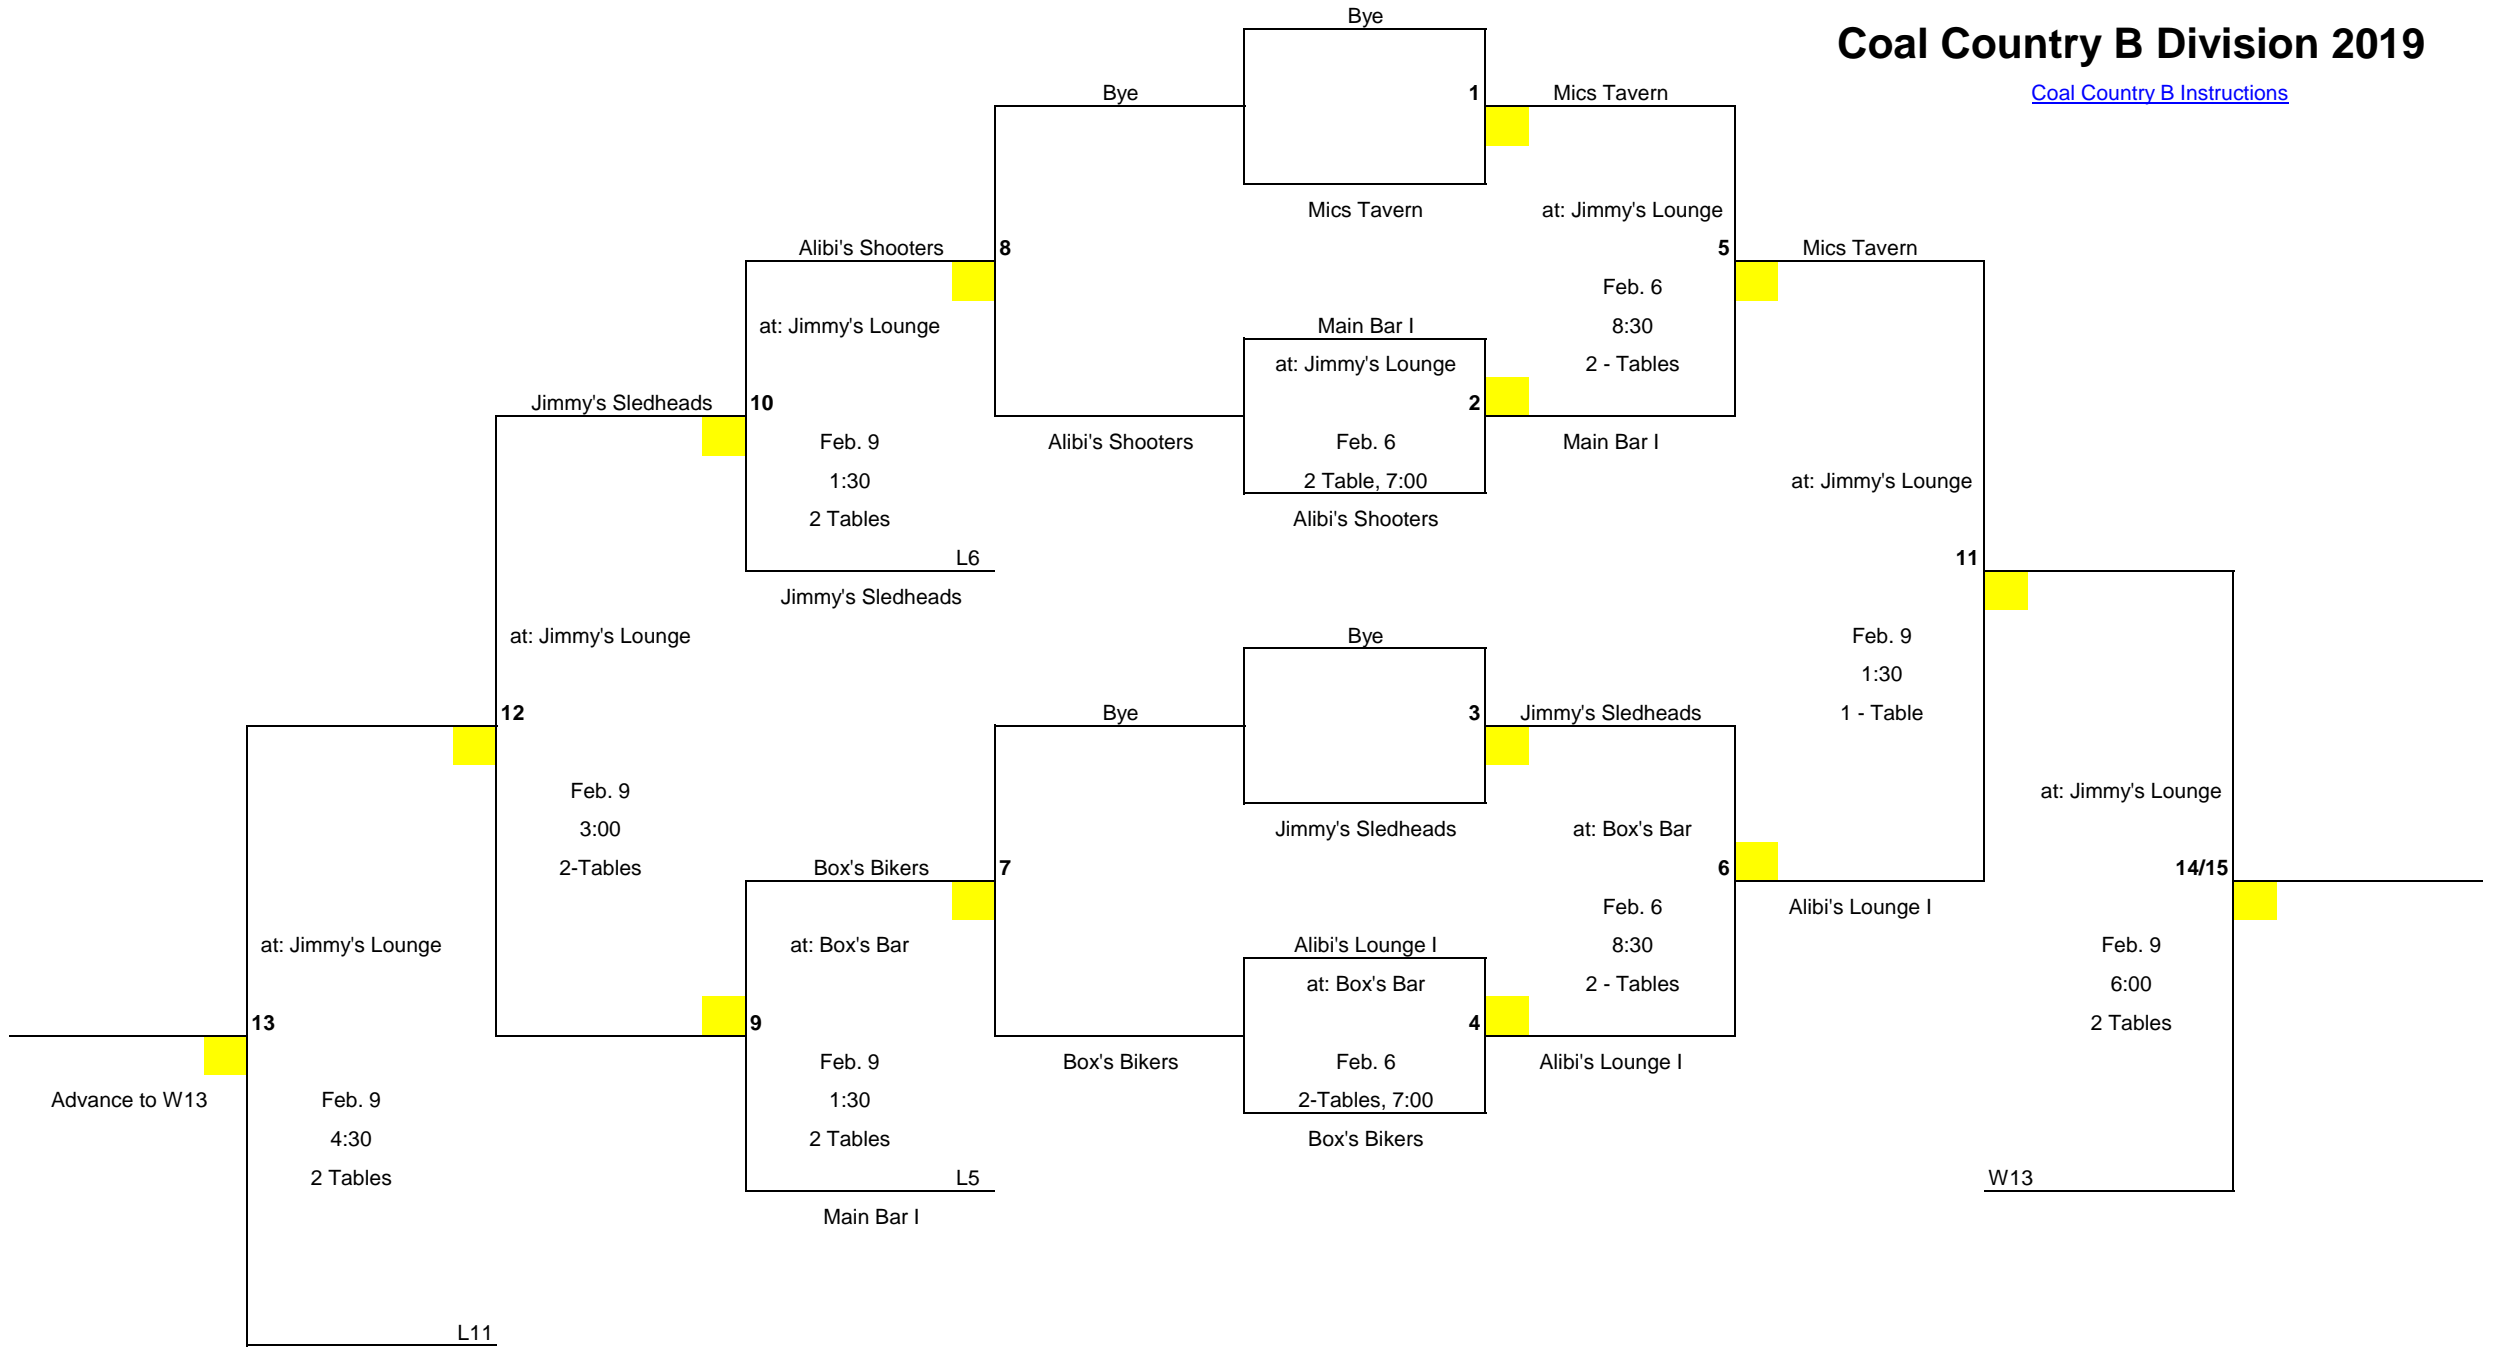 Bye
Coal Country B Division 2019
Bye
1
Mics Tavern
Coal Country B Instructions
Mics Tavern
at: Jimmy's Lounge
Alibi's Shooters
8
5
Mics Tavern
Feb. 6
at: Jimmy's Lounge
Main Bar I
8:30
at: Jimmy's Lounge
2 - Tables
Jimmy's Sledheads
10
2
Feb. 9
Alibi's Shooters
Feb. 6
Main Bar I
1:30
2 Table, 7:00
at: Jimmy's Lounge
2 Tables
Alibi's Shooters
L6
11
Jimmy's Sledheads
at: Jimmy's Lounge
Bye
Feb. 9
1:30
12
Bye
3
Jimmy's Sledheads
1 - Table
Feb. 9
at: Jimmy's Lounge
3:00
Jimmy's Sledheads
at: Box's Bar
2-Tables
Box's Bikers
7
6
14/15
Feb. 6
Alibi's Lounge I
at: Jimmy's Lounge
at: Box's Bar
Alibi's Lounge I
8:30
Feb. 9
at: Box's Bar
2 - Tables
6:00
13
9
4
2 Tables
Feb. 9
Box's Bikers
Feb. 6
Alibi's Lounge I
Advance to W13
Feb. 9
1:30
2-Tables, 7:00
4:30
2 Tables
Box's Bikers
2 Tables
L5
W13
Main Bar I
L11